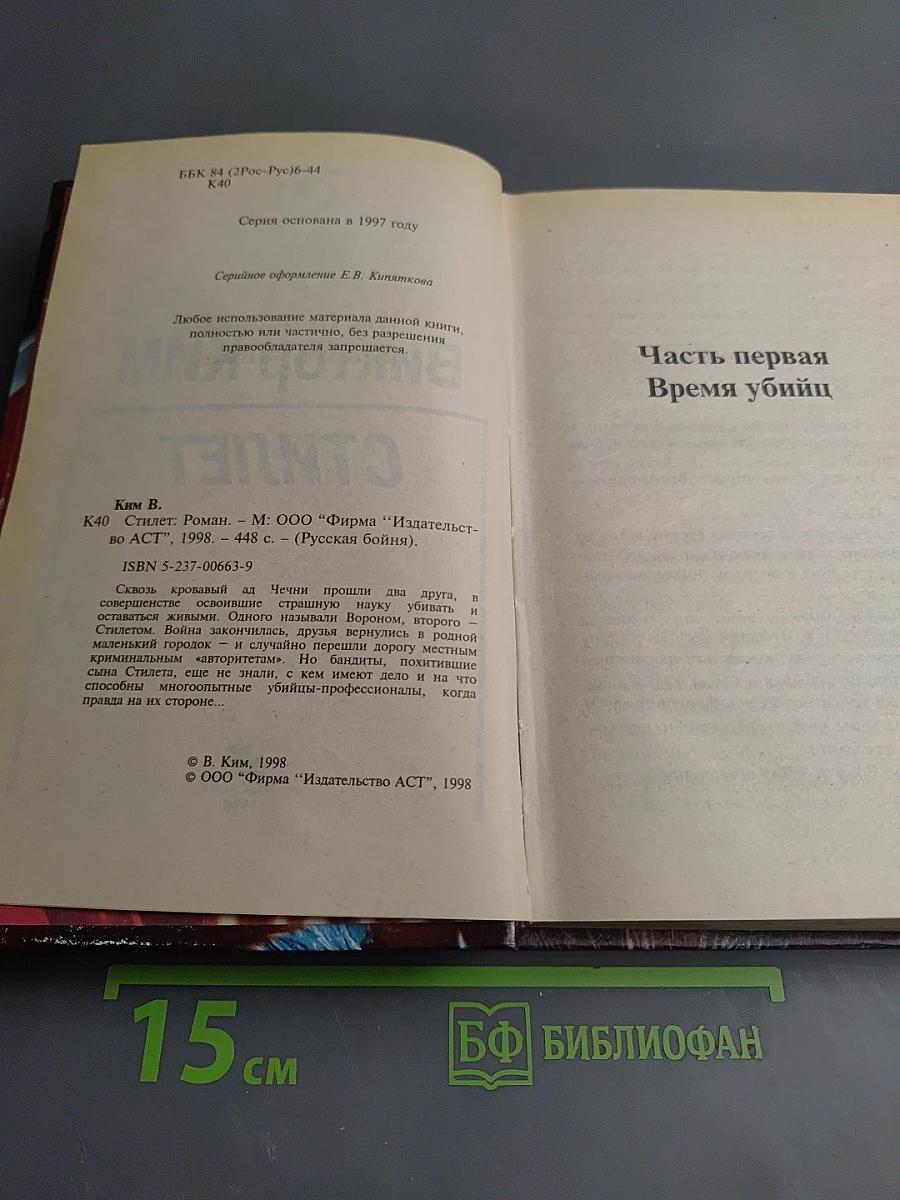 ББК 84 (2Рос-Рус)6-44
К40
Серия основана в 1997 году
Серийное оформление Е.В. Кипяткова
Любое использование материала данной книги,
полностью или частично, без разрешения
правообладателя запрещается.
Ким В.
К40 Стилет: Роман. – М: ООО “Фирма “Издательст-
во АСТ”, 1998. – 448 с. – (Русская бойня).
ISBN 5-237-00663-9
Сквозь кровавый ад Чечни прошли два друга, в
совершенстве освоившие страшную науку убивать и
оставаться живыми. Одного называли Вороном, второго –
Стилетом. Война закончилась, друзья вернулись в родной
маленький городок – и случайно перешли дорогу местным
криминальным «авторитетам». Но бандиты, похитившие
сына Стилета, еще не знали, с кем имеют дело и на что
способны многоопытные убийцы-профессионалы, когда
правда на их стороне...
© В. Ким, 1998
© ООО “Фирма “Издательство АСТ”, 1998
Часть первая
Время убийц
15 см
БФ БИБЛИОФАН